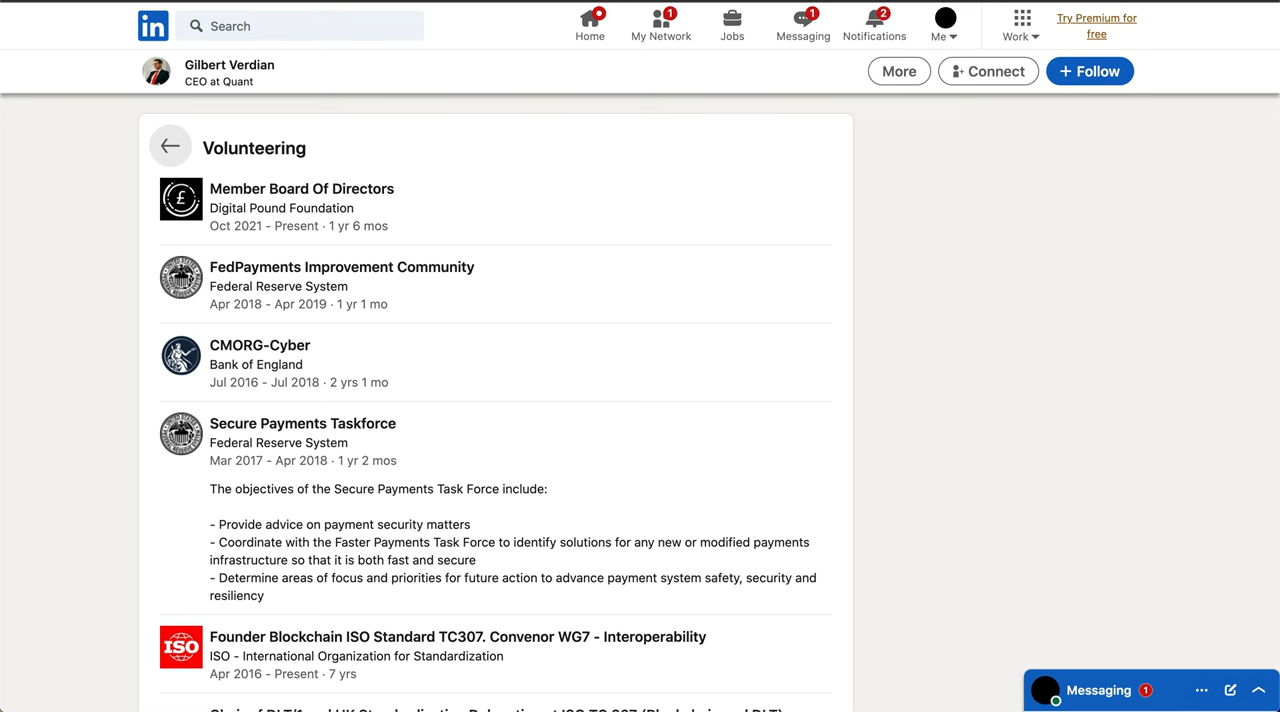 in
Search
1
1
2
Home
My Network
Jobs
Messaging
Notifications
Me
Work
Try Premium for
free
Gilbert Verdian
CEO at Quant
More
Connect
+ Follow
Volunteering
£
Member Board Of Directors
Digital Pound Foundation
Oct 2021 - Present · 1 yr 6 mos
FedPayments Improvement Community
Federal Reserve System
Apr 2018 - Apr 2019 · 1 yr 1 mo
CMORG-Cyber
Bank of England
Jul 2016 - Jul 2018 · 2 yrs 1 mo
Secure Payments Taskforce
Federal Reserve System
Mar 2017 - Apr 2018 · 1 yr 2 mos
The objectives of the Secure Payments Task Force include:
- Provide advice on payment security matters
- Coordinate with the Faster Payments Task Force to identify solutions for any new or modified payments
infrastructure so that it is both fast and secure
- Determine areas of focus and priorities for future action to advance payment system safety, security and
resiliency
ISO
Founder Blockchain ISO Standard TC307. Convenor WG7 - Interoperability
ISO - International Organization for Standardization
Apr 2016 - Present · 7 yrs
Messaging 1